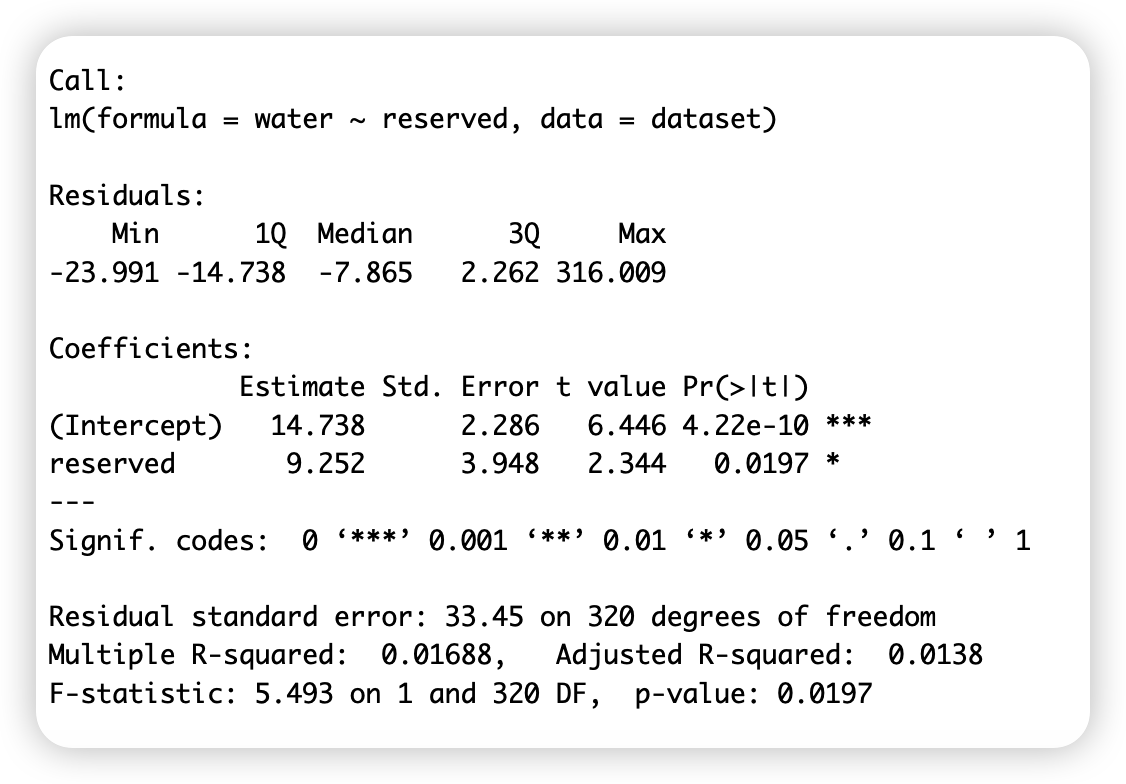 Call:
lm(formula = water ~ reserved, data = dataset)
Residuals:
    Min      1Q  Median      3Q     Max
-23.991 -14.738  -7.865   2.262 316.009
Coefficients:
            Estimate Std. Error t value Pr(>|t|)
(Intercept)   14.738      2.286   6.446 4.22e-10 ***
reserved       9.252      3.948   2.344   0.0197 *
---
Signif. codes:  0 ‘***’ 0.001 ‘**’ 0.01 ‘*’ 0.05 ‘.’ 0.1 ‘ ’ 1
Residual standard error: 33.45 on 320 degrees of freedom
Multiple R-squared:  0.01688,   Adjusted R-squared:  0.0138
F-statistic: 5.493 on 1 and 320 DF,  p-value: 0.0197